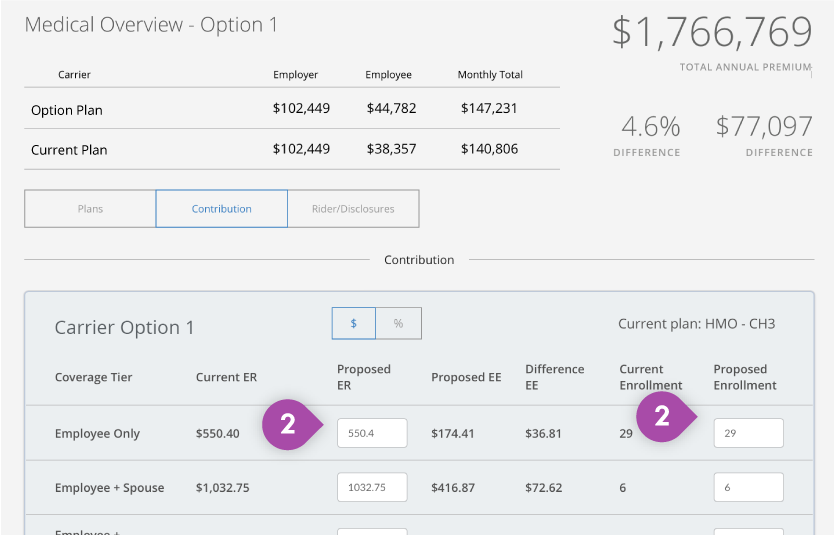 Medical Overview - Option 1
$1,766,769
TOTAL ANNUAL PREMIUM
Carrier Employer Employee Monthly Total
Option Plan $102,449 $44,782 $147,231
Current Plan $102,449 $38,357 $140,806
4.6% $77,097
DIFFERENCE DIFFERENCE
Plans Contribution Rider/Disclosures
Contribution
Carrier Option 1 $ % Current plan: HMO - CH3
Coverage Tier Current ER Proposed ER Proposed EE Difference EE Current Enrollment Proposed Enrollment
Employee Only $550.40 2 550.4 $174.41 $36.81 29 2 29
Employee + Spouse $1,032.75 1032.75 $416.87 $72.62 6 6
Employee +